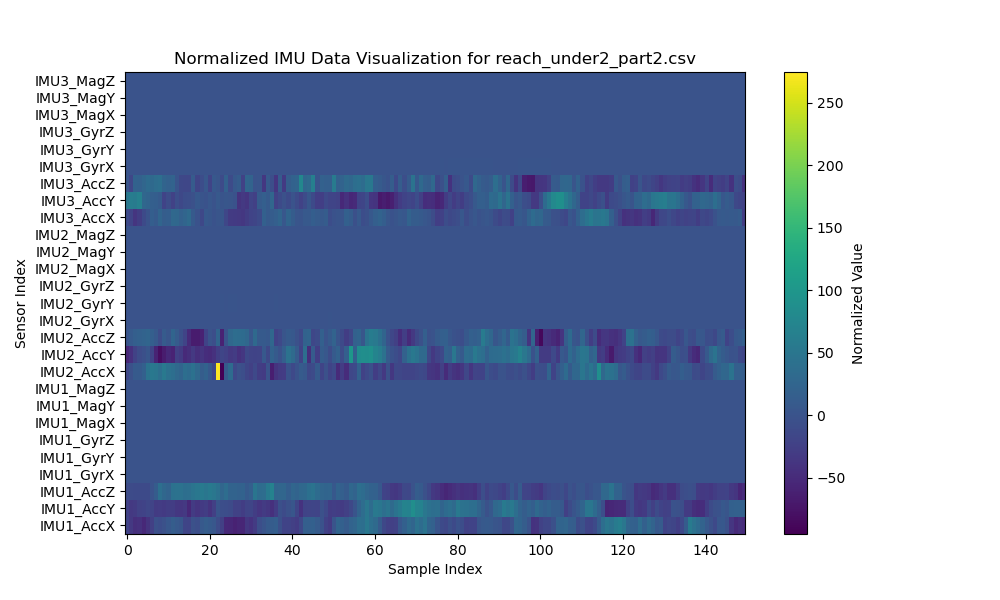 Normalized IMU Data Visualization for reach_under2_part2.csv
Sensor Index
IMU3_MagZ
IMU3_MagY
IMU3_MagX
IMU3_GyrZ
IMU3_GyrY
IMU3_GyrX
IMU3_AccZ
IMU3_AccY
IMU3_AccX
IMU2_MagZ
IMU2_MagY
IMU2_MagX
IMU2_GyrZ
IMU2_GyrY
IMU2_GyrX
IMU2_AccZ
IMU2_AccY
IMU2_AccX
IMU1_MagZ
IMU1_MagY
IMU1_MagX
IMU1_GyrZ
IMU1_GyrY
IMU1_GyrX
IMU1_AccZ
IMU1_AccY
IMU1_AccX
0 20 40 60 80 100 120 140
Sample Index
250
200
150
100
50
0
−50
Normalized Value